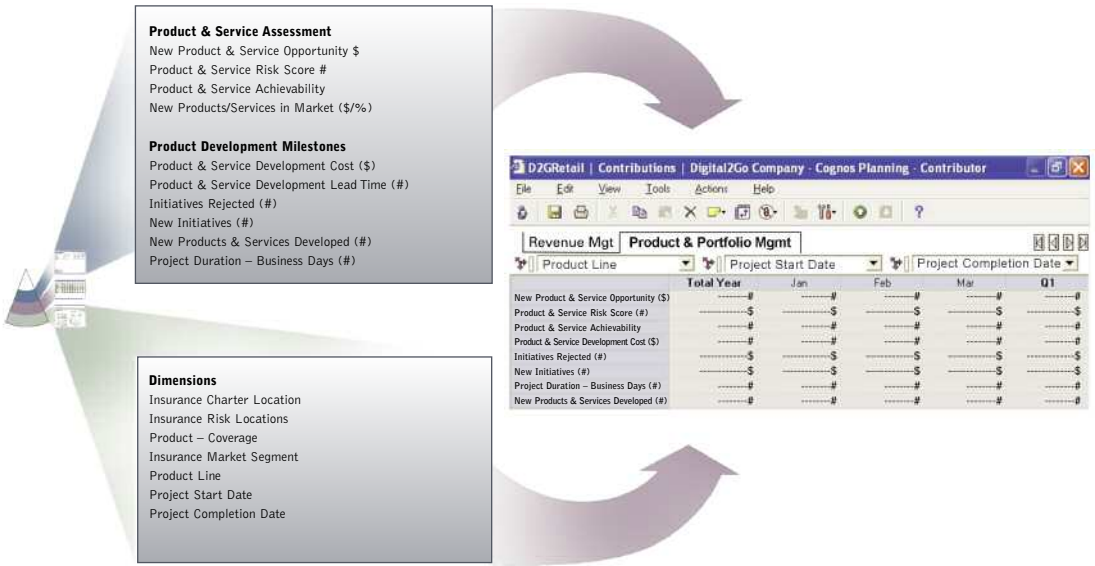 Product & Service Assessment
New Product & Service Opportunity $
Product & Service Risk Score #
Product & Service Achievability
New Products/Services in Market ($/%)
Product Development Milestones
Product & Service Development Cost ($)
Product & Service Development Lead Time (#)
Initiatives Rejected (#)
New Initiatives (#)
New Products & Services Developed (#)
Project Duration – Business Days (#)
Dimensions
Insurance Charter Location
Insurance Risk Locations
Product – Coverage
Insurance Market Segment
Product Line
Project Start Date
Project Completion Date
D2GRetail | Contributions | Digital2Go Company - Cognos Planning - Contributor
File Edit View Tools Actions Help
Revenue Mgt Product & Portfolio Mgmt
Product Line Project Start Date Project Completion Date
Total Year Jan Feb Mar Q1
New Product & Service Opportunity ($) --------# --------# --------# --------# --------#
Product & Service Risk Score (#) ------------$ ------------$ ------------$ ------------$ ------------$
Product & Service Achievability --------# --------# --------# --------# --------#
Product & Service Development Cost ($) --------# --------# --------# --------# --------#
Initiatives Rejected (#) ------------$ ------------$ ------------$ ------------$ ------------$
New Initiatives (#) ------------$ ------------$ ------------$ ------------$ ------------$
Project Duration – Business Days (#) --------# --------# --------# --------# --------#
New Products & Services Developed (#) --------# --------# --------# --------# --------#